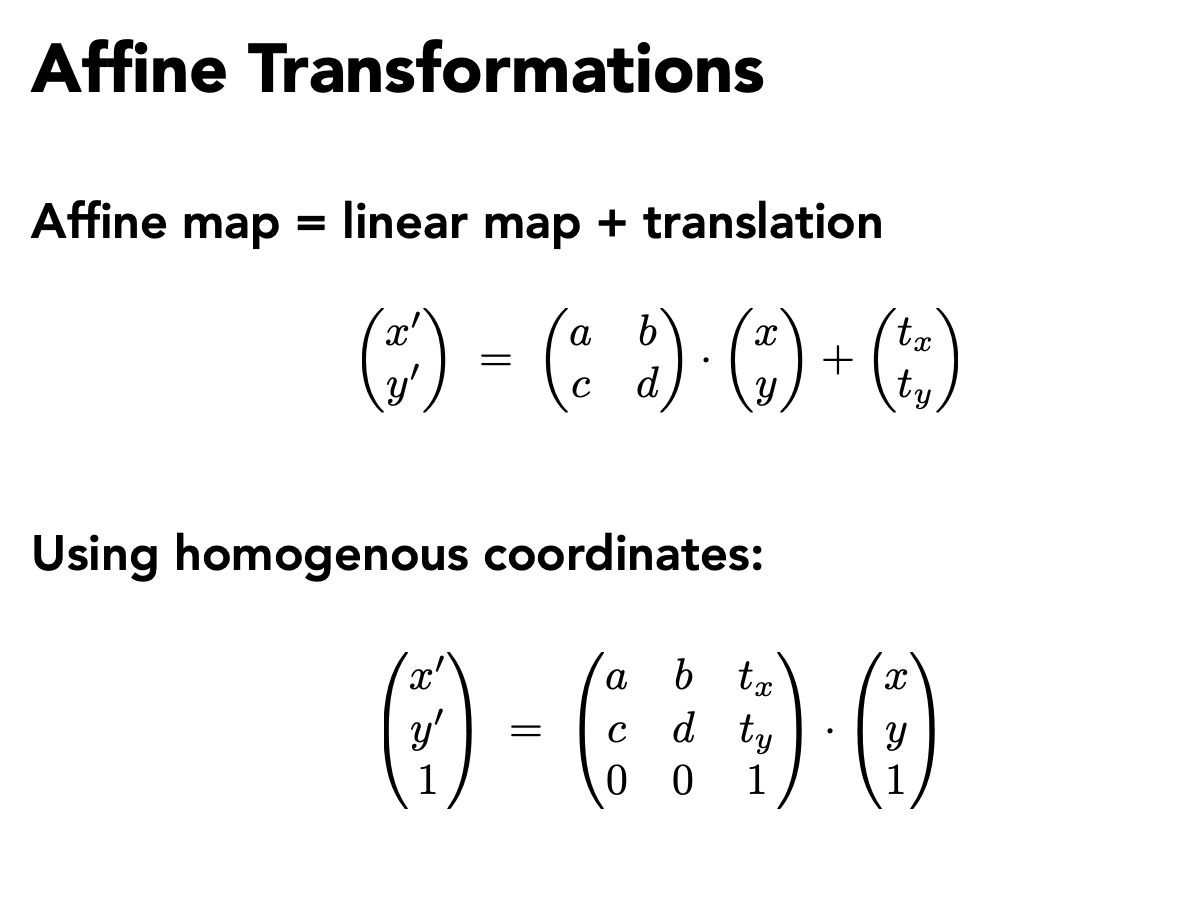 Affine Transformations
Affine map = linear map + translation
$$\begin{pmatrix} x' \\ y' \end{pmatrix} = \begin{pmatrix} a & b \\ c & d \end{pmatrix} \cdot \begin{pmatrix} x \\ y \end{pmatrix} + \begin{pmatrix} t_x \\ t_y \end{pmatrix}$$
Using homogenous coordinates:
$$\begin{pmatrix} x' \\ y' \\ 1 \end{pmatrix} = \begin{pmatrix} a & b & t_x \\ c & d & t_y \\ 0 & 0 & 1 \end{pmatrix} \cdot \begin{pmatrix} x \\ y \\ 1 \end{pmatrix}$$